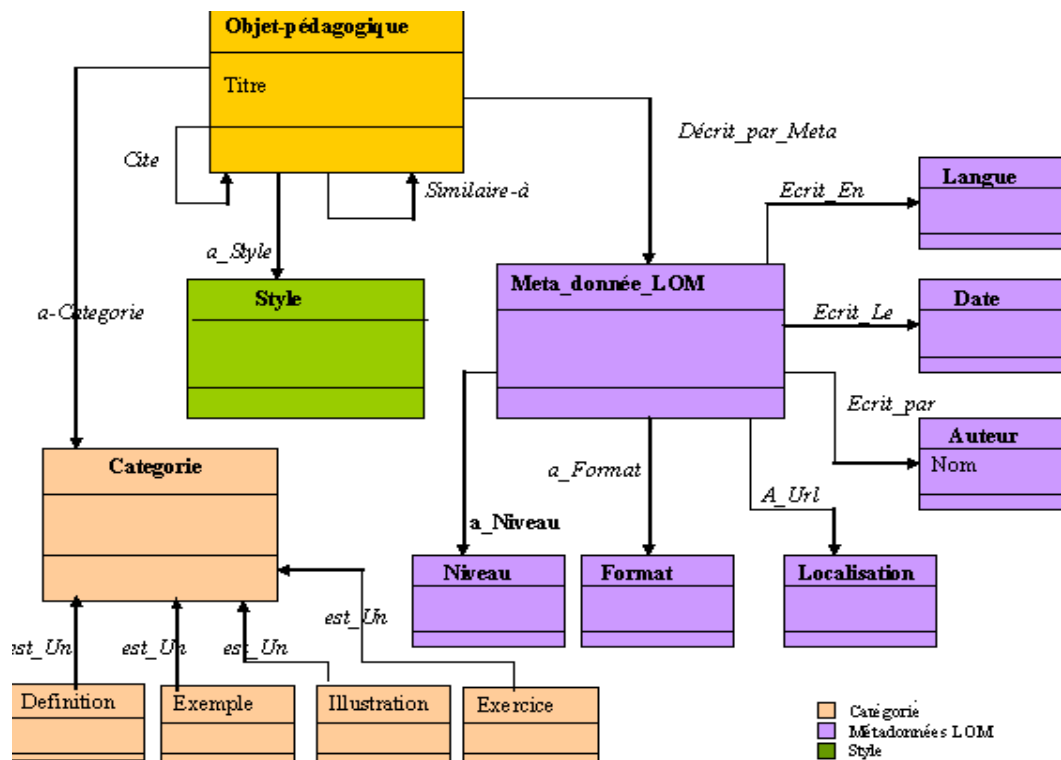 Objet-pédagogique
Titre
Cite
Similaire-à
Décrit_par_Meta
a_Style
a-Categorie
Style
Meta_donnée_LOM
Ecrit_En
Langue
Ecrit_Le
Date
Ecrit_par
Auteur
Nom
Categorie
a_Format
A_Url
a_Niveau
Niveau
Format
Localisation
est_Un
est_Un
est_Un
est_Un
Definition
Exemple
Illustration
Exercice
Catégorie
Métadonnées LOM
Style